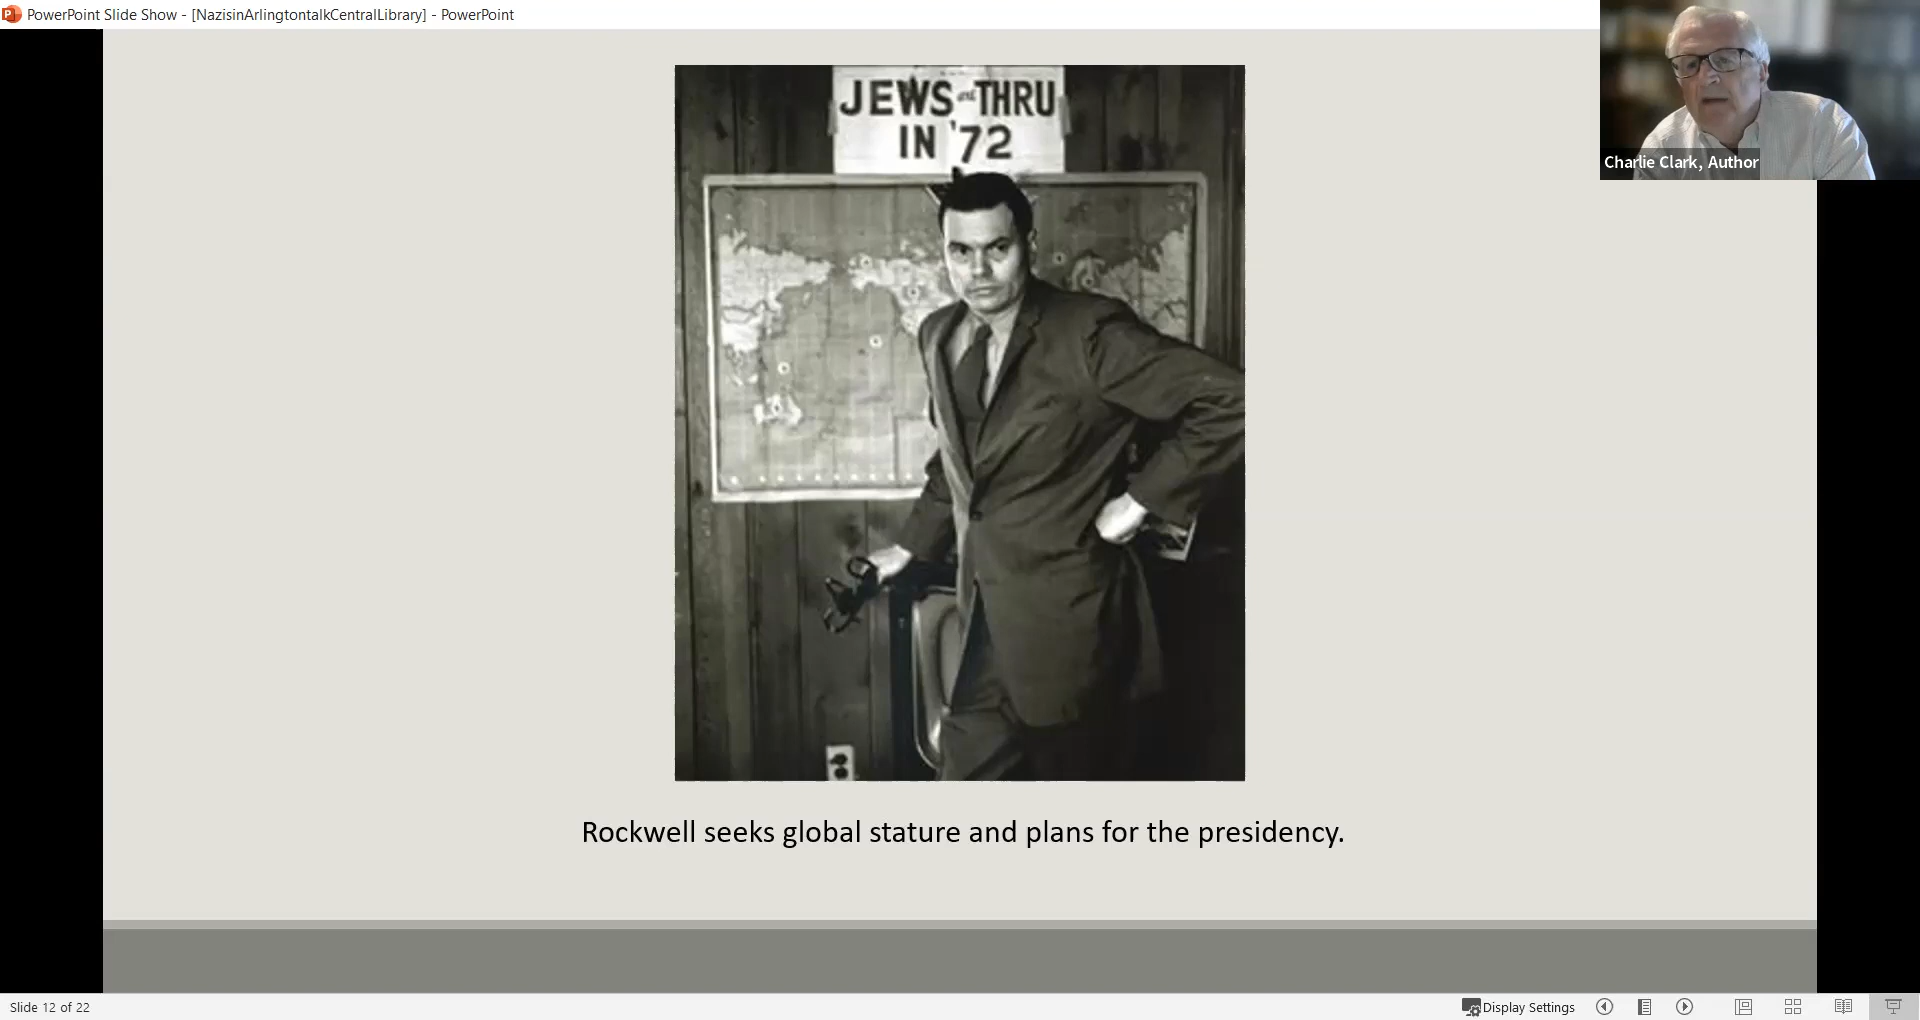 PowerPoint Slide Show - [NazisinArlingtontalkCentralLibrary] - PowerPoint
JEWS are THRU
IN '72
Charlie Clark, Author
Rockwell seeks global stature and plans for the presidency.
Slide 12 of 22
Display Settings